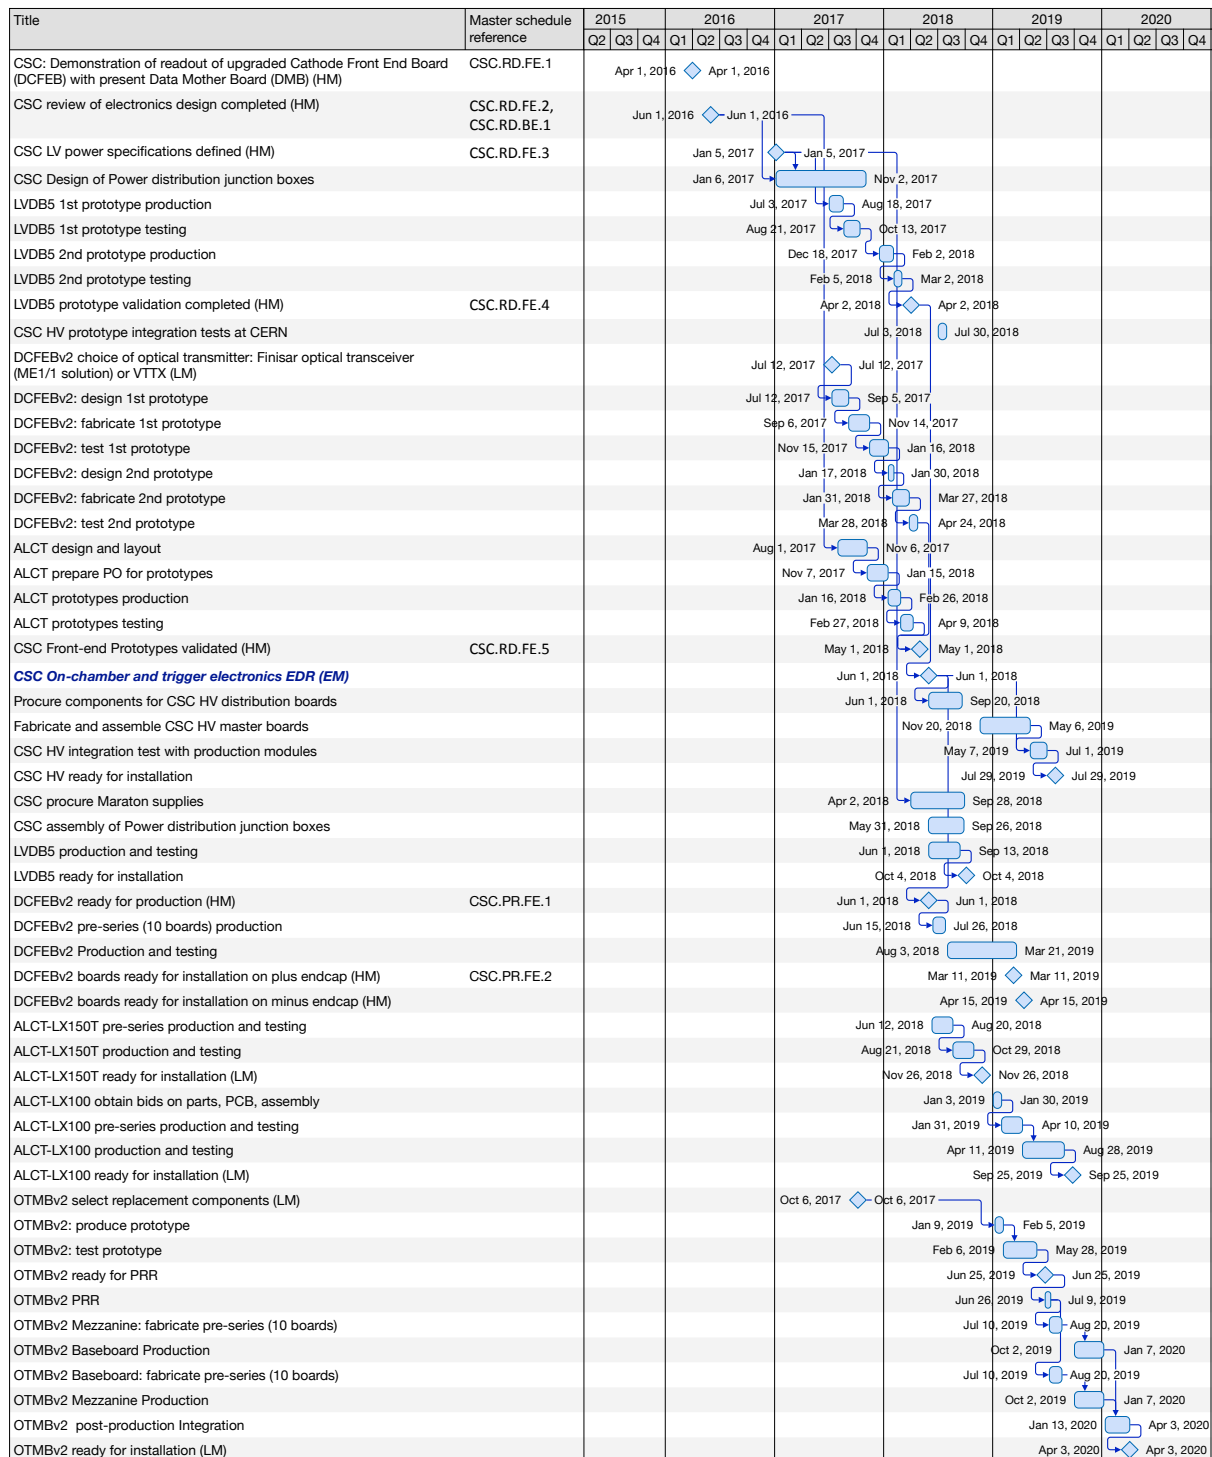 Title Master schedule reference 2015 2016 2017 2018 2019 2020
Q2 Q3 Q4 Q1 Q2 Q3 Q4 Q1 Q2 Q3 Q4 Q1 Q2 Q3 Q4 Q1 Q2 Q3 Q4 Q1 Q2 Q3 Q4
CSC: Demonstration of readout of upgraded Cathode Front End Board
(DCFEB) with present Data Mother Board (DMB) (HM) CSC.RD.FE.1 Apr 1, 2016 Apr 1, 2016
CSC review of electronics design completed (HM) CSC.RD.FE.2,
CSC.RD.BE.1 Jun 1, 2016 Jun 1, 2016
CSC LV power specifications defined (HM) CSC.RD.FE.3 Jan 5, 2017 Jan 5, 2017
CSC Design of Power distribution junction boxes Jan 6, 2017 Nov 2, 2017
LVDB5 1st prototype production Jul 3, 2017 Aug 18, 2017
LVDB5 1st prototype testing Aug 21, 2017 Oct 13, 2017
LVDB5 2nd prototype production Dec 18, 2017 Feb 2, 2018
LVDB5 2nd prototype testing Feb 5, 2018 Mar 2, 2018
LVDB5 prototype validation completed (HM) CSC.RD.FE.4 Apr 2, 2018 Apr 2, 2018
CSC HV prototype integration tests at CERN Jul 3, 2018 Jul 30, 2018
DCFEBv2 choice of optical transmitter: Finisar optical transceiver
(ME1/1 solution) or VTTX (LM) Jul 12, 2017 Jul 12, 2017
DCFEBv2: design 1st prototype Jul 12, 2017 Sep 5, 2017
DCFEBv2: fabricate 1st prototype Sep 6, 2017 Nov 14, 2017
DCFEBv2: test 1st prototype Nov 15, 2017 Jan 16, 2018
DCFEBv2: design 2nd prototype Jan 17, 2018 Jan 30, 2018
DCFEBv2: fabricate 2nd prototype Jan 31, 2018 Mar 27, 2018
DCFEBv2: test 2nd prototype Mar 28, 2018 Apr 24, 2018
ALCT design and layout Aug 1, 2017 Nov 6, 2017
ALCT prepare PO for prototypes Nov 7, 2017 Jan 15, 2018
ALCT prototypes production Jan 16, 2018 Feb 26, 2018
ALCT prototypes testing Feb 27, 2018 Apr 9, 2018
CSC Front-end Prototypes validated (HM) CSC.RD.FE.5 May 1, 2018 May 1, 2018
CSC On-chamber and trigger electronics EDR (EM) Jun 1, 2018 Jun 1, 2018
Procure components for CSC HV distribution boards Jun 1, 2018 Sep 20, 2018
Fabricate and assemble CSC HV master boards Nov 20, 2018 May 6, 2019
CSC HV integration test with production modules May 7, 2019 Jul 1, 2019
CSC HV ready for installation Jul 29, 2019 Jul 29, 2019
CSC procure Maraton supplies Apr 2, 2018 Sep 28, 2018
CSC assembly of Power distribution junction boxes May 31, 2018 Sep 26, 2018
LVDB5 production and testing Jun 1, 2018 Sep 13, 2018
LVDB5 ready for installation Oct 4, 2018 Oct 4, 2018
DCFEBv2 ready for production (HM) CSC.PR.FE.1 Jun 1, 2018 Jun 1, 2018
DCFEBv2 pre-series (10 boards) production Jun 15, 2018 Jul 26, 2018
DCFEBv2 Production and testing Aug 3, 2018 Mar 21, 2019
DCFEBv2 boards ready for installation on plus endcap (HM) CSC.PR.FE.2 Mar 11, 2019 Mar 11, 2019
DCFEBv2 boards ready for installation on minus endcap (HM) Apr 15, 2019 Apr 15, 2019
ALCT-LX150T pre-series production and testing Jun 12, 2018 Aug 20, 2018
ALCT-LX150T production and testing Aug 21, 2018 Oct 29, 2018
ALCT-LX150T ready for installation (LM) Nov 26, 2018 Nov 26, 2018
ALCT-LX100 obtain bids on parts, PCB, assembly Jan 3, 2019 Jan 30, 2019
ALCT-LX100 pre-series production and testing Jan 31, 2019 Apr 10, 2019
ALCT-LX100 production and testing Apr 11, 2019 Aug 28, 2019
ALCT-LX100 ready for installation (LM) Sep 25, 2019 Sep 25, 2019
OTMBv2 select replacement components (LM) Oct 6, 2017 Oct 6, 2017
OTMBv2: produce prototype Jan 9, 2019 Feb 5, 2019
OTMBv2: test prototype Feb 6, 2019 May 28, 2019
OTMBv2 ready for PRR Jun 25, 2019 Jun 25, 2019
OTMBv2 PRR Jun 26, 2019 Jul 9, 2019
OTMBv2 Mezzanine: fabricate pre-series (10 boards) Jul 10, 2019 Aug 20, 2019
OTMBv2 Baseboard Production Oct 2, 2019 Jan 7, 2020
OTMBv2 Baseboard: fabricate pre-series (10 boards) Jul 10, 2019 Aug 20, 2019
OTMBv2 Mezzanine Production Oct 2, 2019 Jan 7, 2020
OTMBv2 post-production Integration Jan 13, 2020 Apr 3, 2020
OTMBv2 ready for installation (LM) Apr 3, 2020 Apr 3, 2020